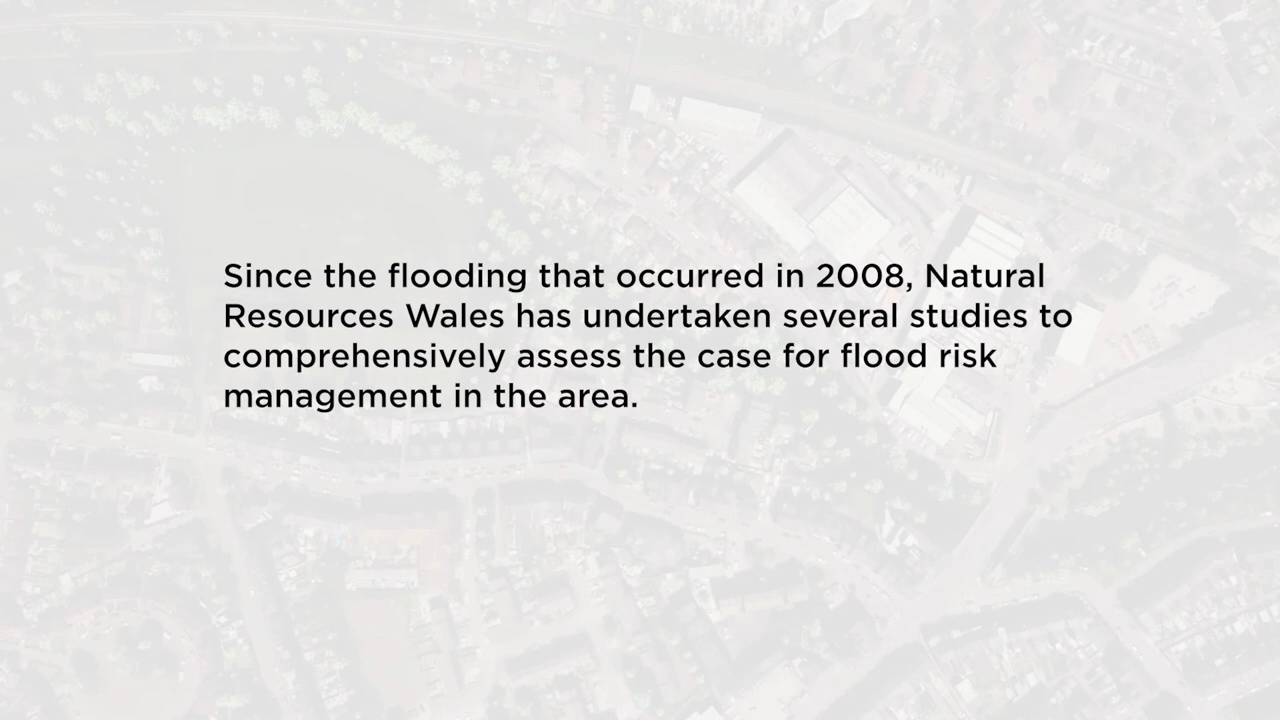 Since the flooding that occurred in 2008, Natural
Resources Wales has undertaken several studies to
comprehensively assess the case for flood risk
management in the area.